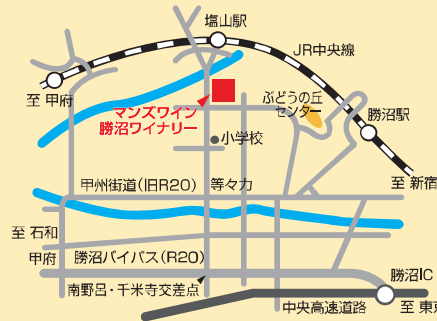 塩山駅
JR中央線
至 甲府
マンズワイン
勝沼ワイナリー
ぶどうの丘
センター
勝沼駅
小学校
至 新宿
甲州街道(旧R20)
等々力
至 石和
甲府
勝沼バイパス(R20)
勝沼IC
南野呂・千米寺交差点
中央高速道路
至 東京